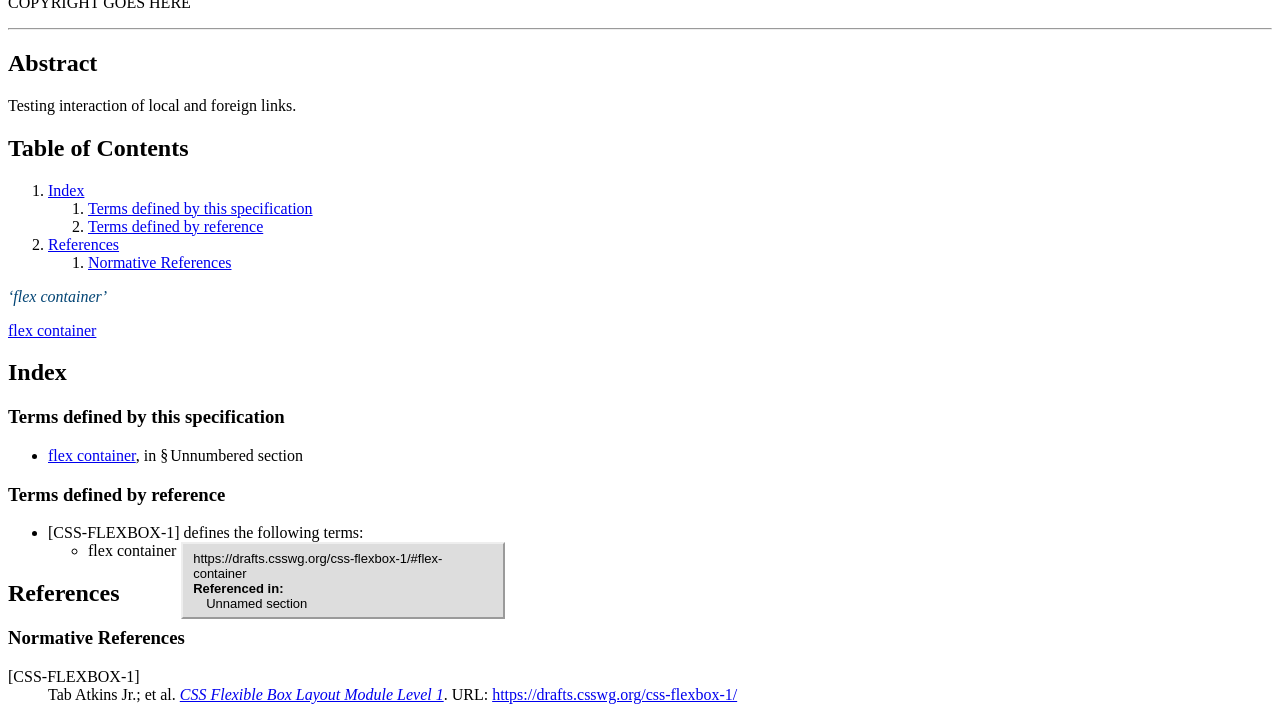 COPYRIGHT GOES HERE
Abstract
Testing interaction of local and foreign links.
Table of Contents
1. Index
1. Terms defined by this specification
2. Terms defined by reference
2. References
1. Normative References
‘flex container’
flex container
Index
Terms defined by this specification
flex container, in § Unnumbered section
Terms defined by reference
[CSS-FLEXBOX-1] defines the following terms:
flex container
https://drafts.csswg.org/css-flexbox-1/#flex-
container
Referenced in:
Unnamed section
References
Normative References
[CSS-FLEXBOX-1]
Tab Atkins Jr.; et al. CSS Flexible Box Layout Module Level 1. URL: https://drafts.csswg.org/css-flexbox-1/